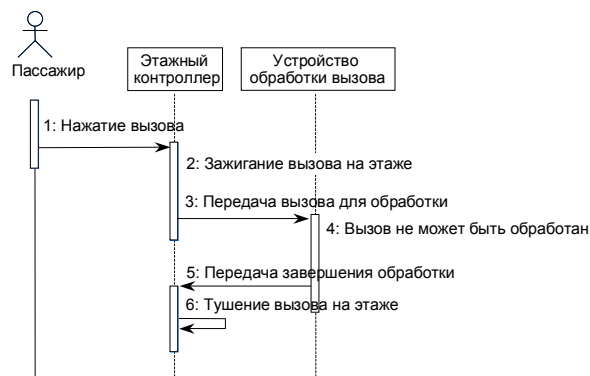 Пассажир
Этажный
контроллер
Устройство
обработки вызова
1: Нажатие вызова
2: Зажигание вызова на этаже
3: Передача вызова для обработки
4: Вызов не может быть обработан
5: Передача завершения обработки
6: Тушение вызова на этаже